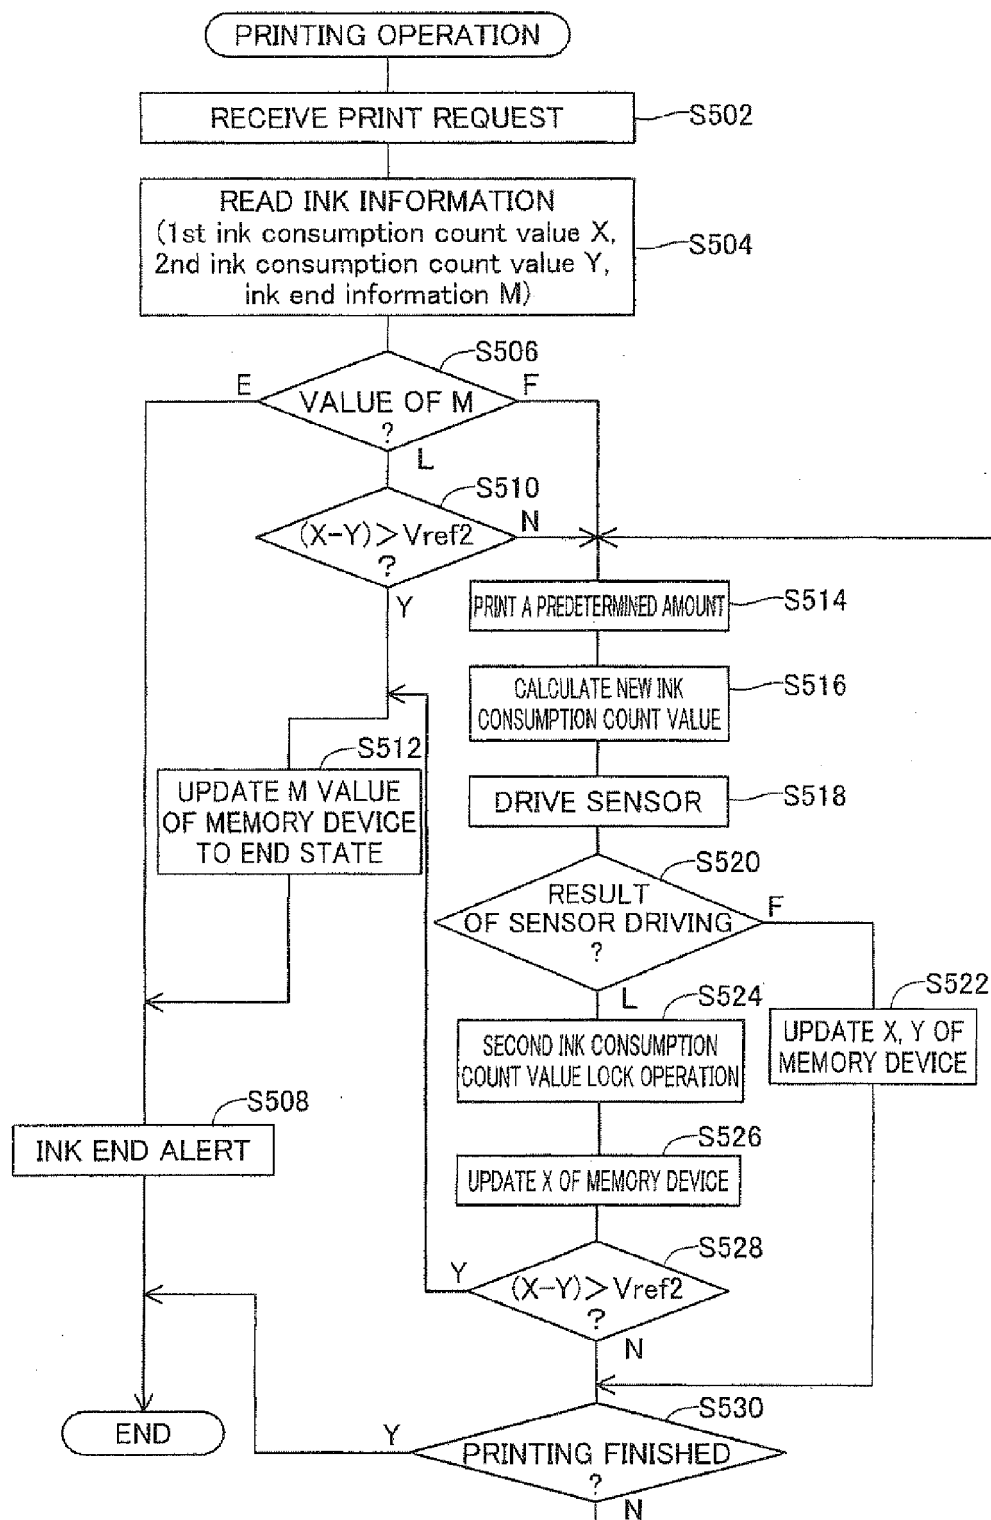 PRINTING OPERATION
RECEIVE PRINT REQUEST
S502
READ INK INFORMATION
(1st ink consumption count value X,
2nd ink consumption count value Y,
ink end information M)
S504
S506
E
VALUE OF M
?
F
L
S510
(X-Y)>Vref2
?
N
Y
PRINT A PREDETERMINED AMOUNT
S514
CALCULATE NEW INK
CONSUMPTION COUNT VALUE
S516
S512
UPDATE M VALUE
OF MEMORY DEVICE
TO END STATE
DRIVE SENSOR
S518
S520
RESULT
OF SENSOR DRIVING
?
F
L
S524
SECOND INK CONSUMPTION
COUNT VALUE LOCK OPERATION
S522
UPDATE X, Y OF
MEMORY DEVICE
S508
INK END ALERT
S526
UPDATE X OF MEMORY DEVICE
S528
Y
(X-Y)>Vref2
?
N
S530
END
Y
PRINTING FINISHED
?
N